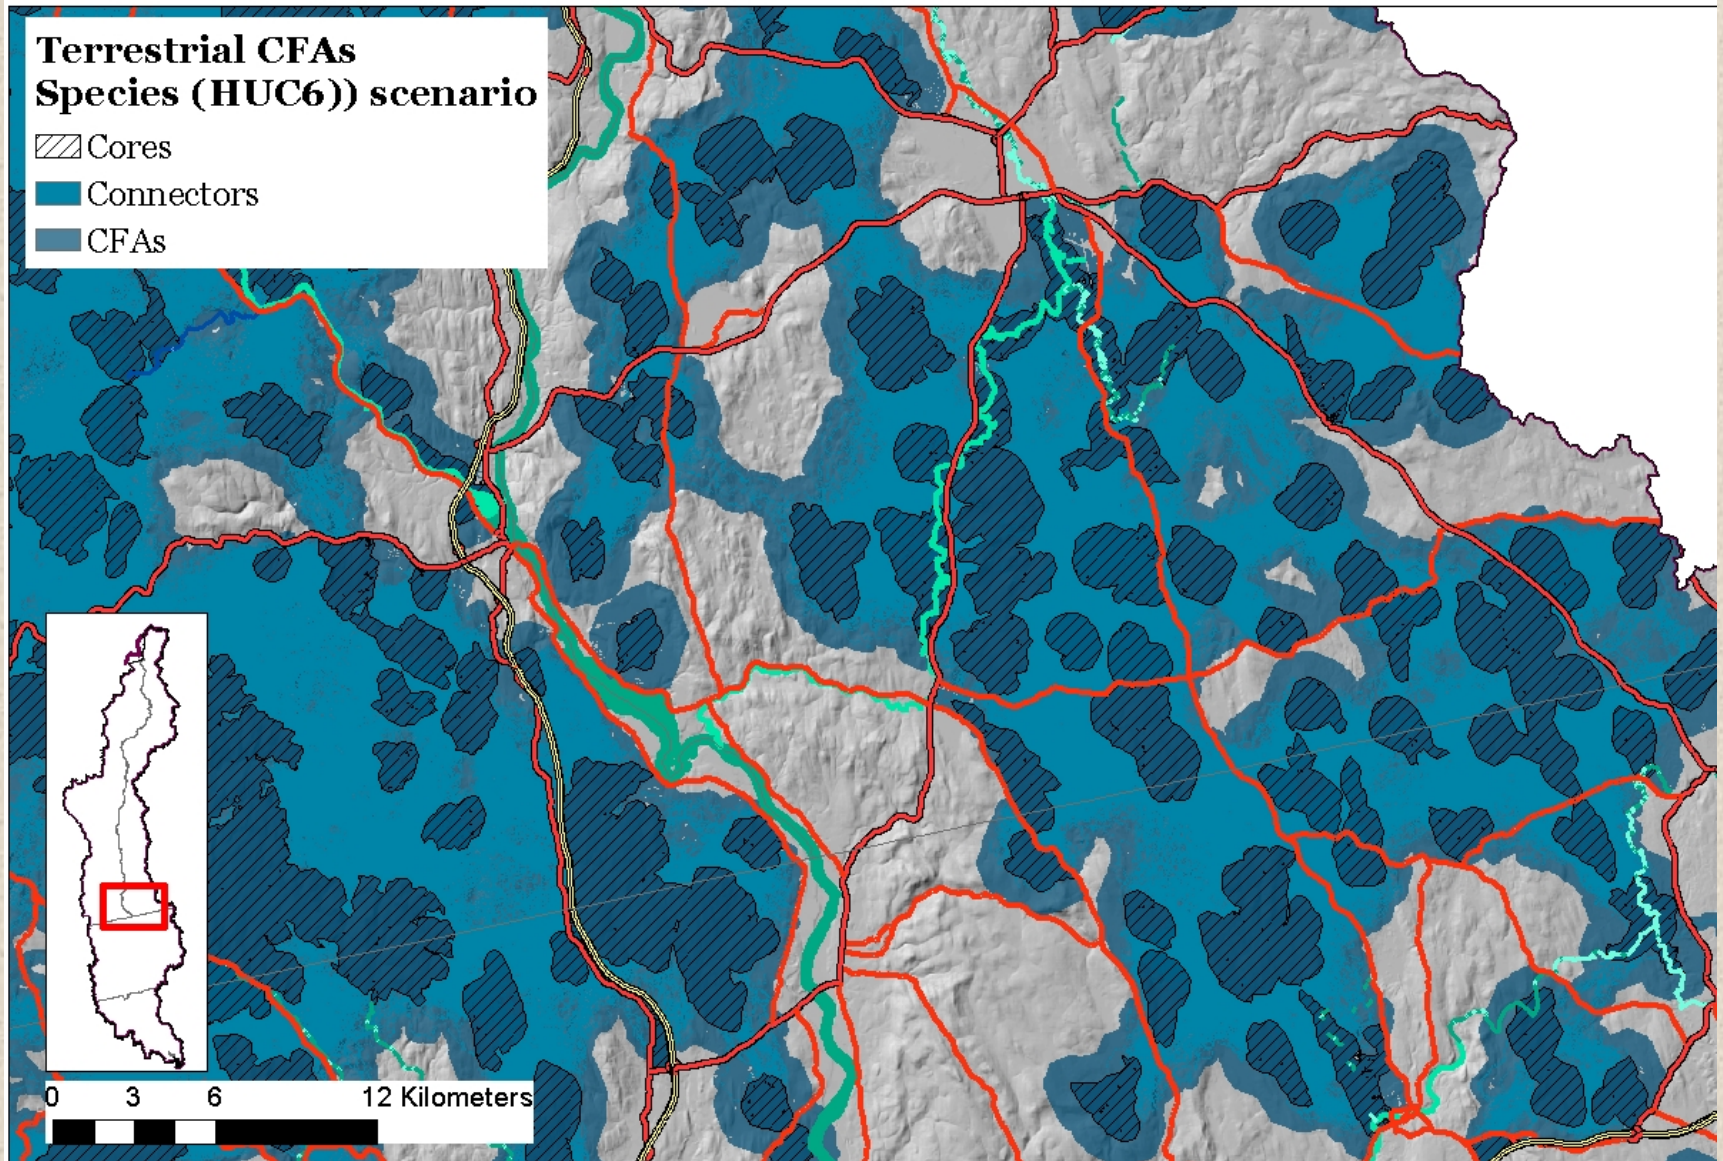 Terrestrial CFAs
Species (HUC6)) scenario
Cores
Connectors
CFAs
0 3 6 12 Kilometers